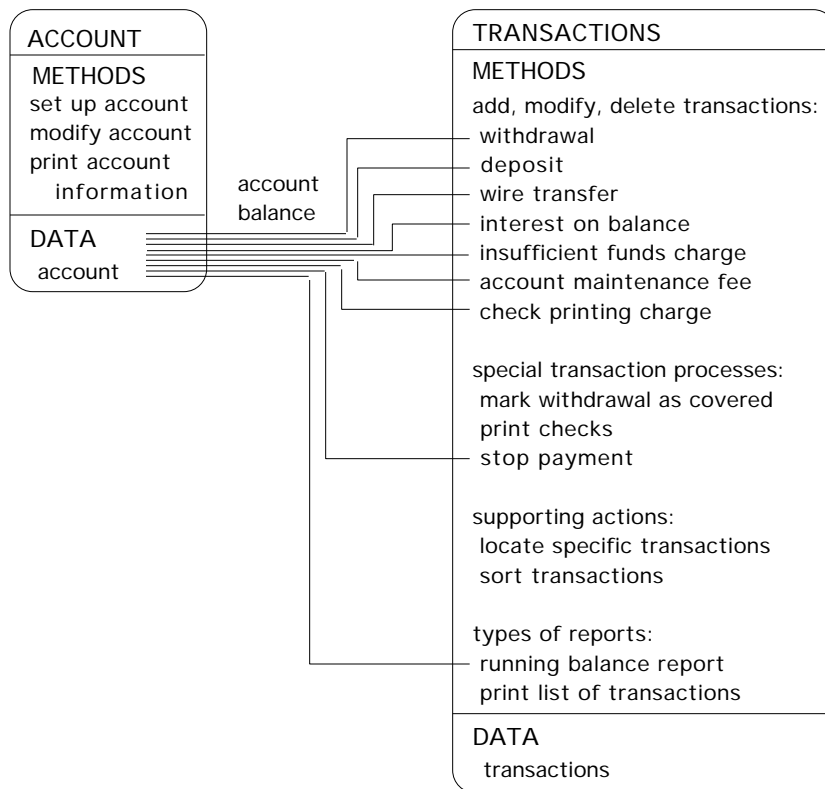 ACCOUNT
METHODS
set up account
modify account
print account
information
DATA
account
account
balance
TRANSACTIONS
METHODS
add, modify, delete transactions:
withdrawal
deposit
wire transfer
interest on balance
insufficient funds charge
account maintenance fee
check printing charge
special transaction processes:
mark withdrawal as covered
print checks
stop payment
supporting actions:
locate specific transactions
sort transactions
types of reports:
running balance report
print list of transactions
DATA
transactions